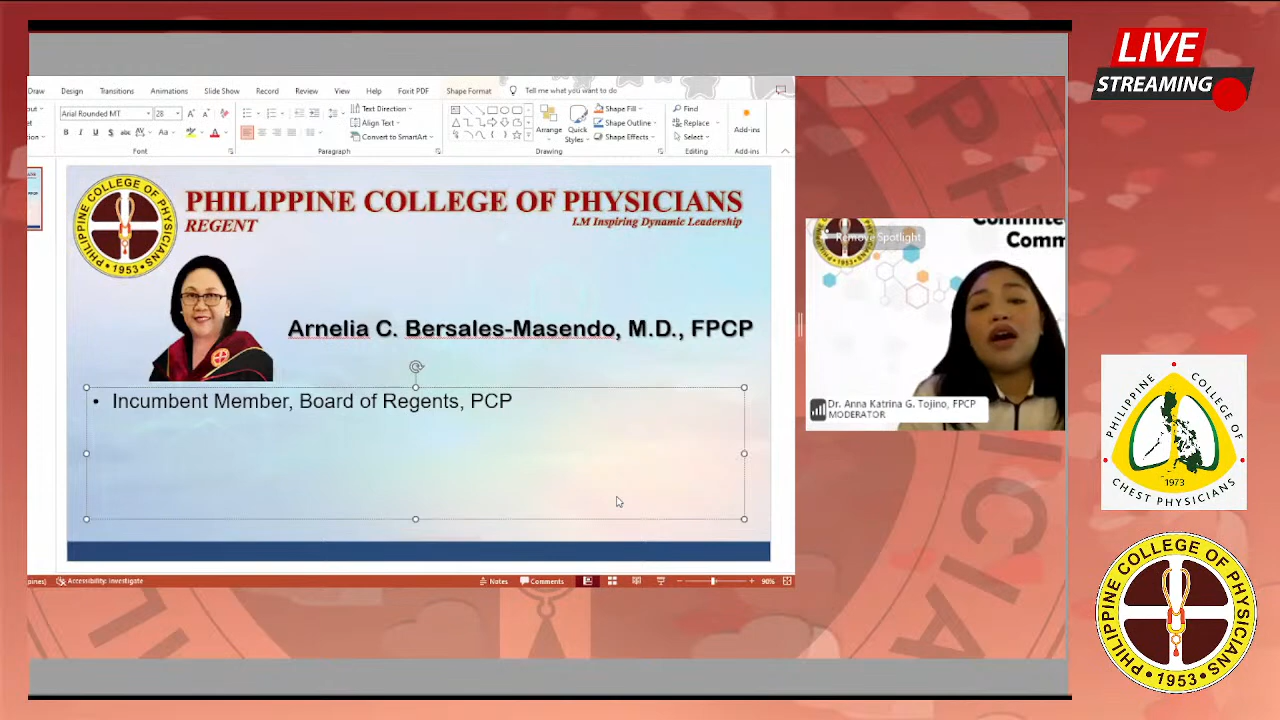 LIVE
STREAMING
Draw Design Transitions Animations Slide Show Record Review View Help Foxit PDF Shape Format Tell me what you want to do
Arial Rounded MT 28
Text Direction
Align Text
Convert to SmartArt
Arrange
Quick
Styles
Shape Fill
Shape Outline
Shape Effects
Find
Replace
Select
Add-ins
Font Paragraph Drawing Editing Add-ins
PHILIPPINE COLLEGE OF PHYSICIANS
REGENT
I.M Inspiring Dynamic Leadership
PHILIPPINE COLLEGE OF PHYSICIANS
1953
Arnelia C. Bersales-Masendo, M.D., FPCP
• Incumbent Member, Board of Regents, PCP
Accessibility: Investigate
Notes Comments 90%
Comm
Remove Spotlight
Dr. Anna Katrina G. Tojino, FPCP
MODERATOR
PHILIPPINE COLLEGE OF
CHEST PHYSICIANS
1973
PHILIPPINE COLLEGE OF PHYSICIANS
1953